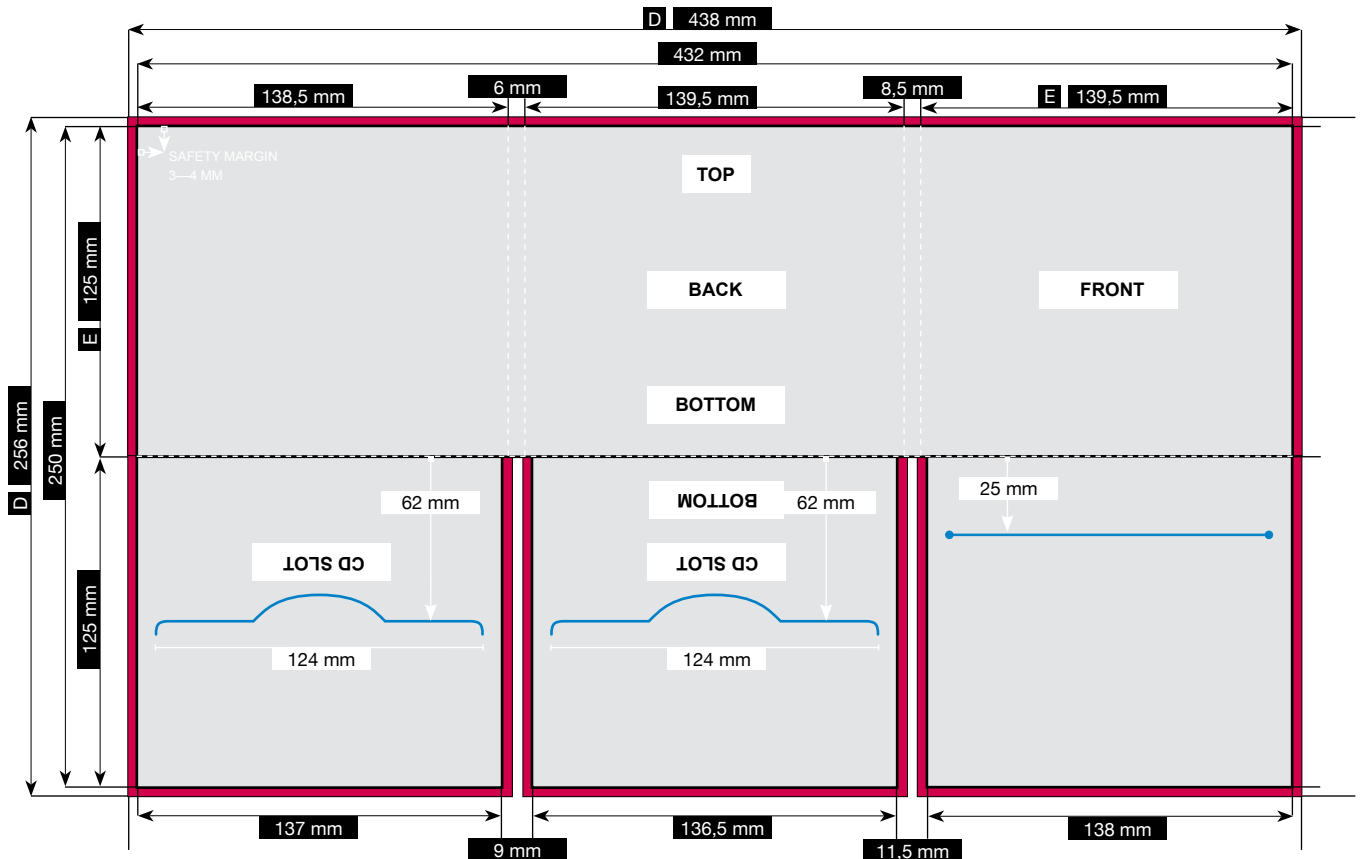 D 438 mm
432 mm
138,5 mm
6 mm
139,5 mm
8,5 mm
E 139,5 mm
SAFETY MARGIN
3—4 MM
TOP
BACK
FRONT
BOTTOM
E 125 mm
D 256 mm
250 mm
125 mm
62 mm
BOTTOM
62 mm
25 mm
CD SLOT
CD SLOT
124 mm
124 mm
137 mm
9 mm
136,5 mm
11,5 mm
138 mm